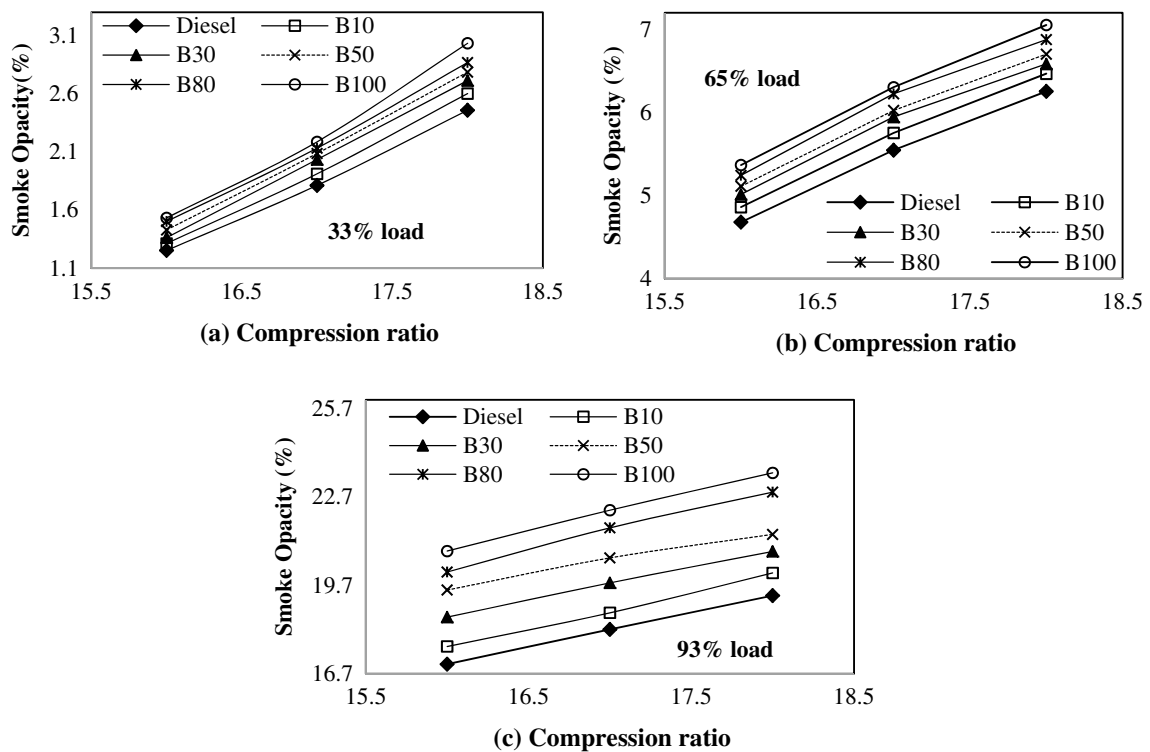 Smoke Opacity(%)
3.1
2.6
2.1
1.6
1.1
Diesel B10
B30 B50
B80 B100
33% load
15.5 16.5 17.5 18.5
(a) Compression ratio
Smoke Opacity (%)
7
6
5
4
65% load
Diesel B10
B30 B50
B80 B100
15.5 16.5 17.5 18.5
(b) Compression ratio
Smoke Opacity (%)
25.7
22.7
19.7
16.7
Diesel B10
B30 B50
B80 B100
93% load
15.5 16.5 17.5 18.5
(c) Compression ratio